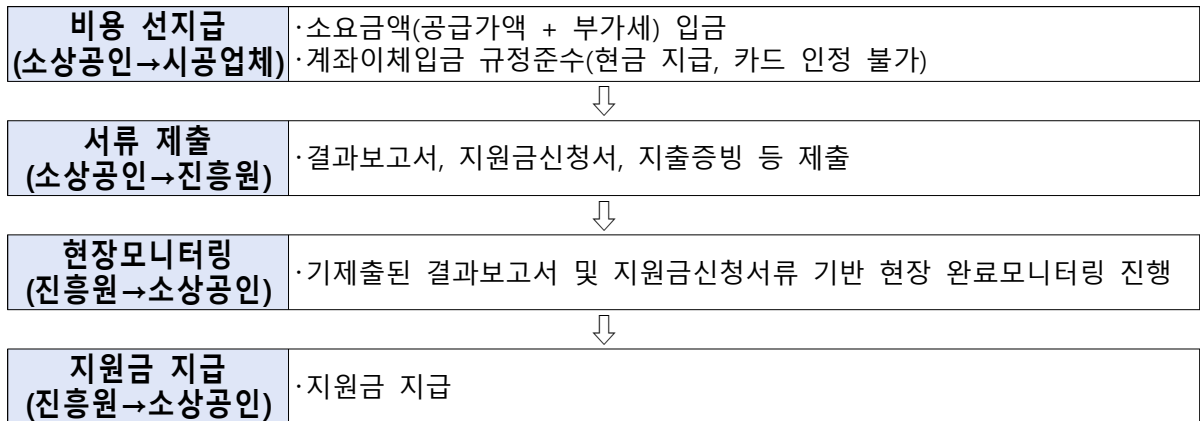 비용 선지급
(소상공인→시공업체)
·소요금액(공급가액 + 부가세) 입금
·계좌이체입금 규정준수(현금 지급, 카드 인정 불가)
⇩
서류 제출
(소상공인→진흥원)
·결과보고서, 지원금신청서, 지출증빙 등 제출
⇩
현장모니터링
(진흥원→소상공인)
·기제출된 결과보고서 및 지원금신청서류 기반 현장 완료모니터링 진행
⇩
지원금 지급
(진흥원→소상공인)
·지원금 지급